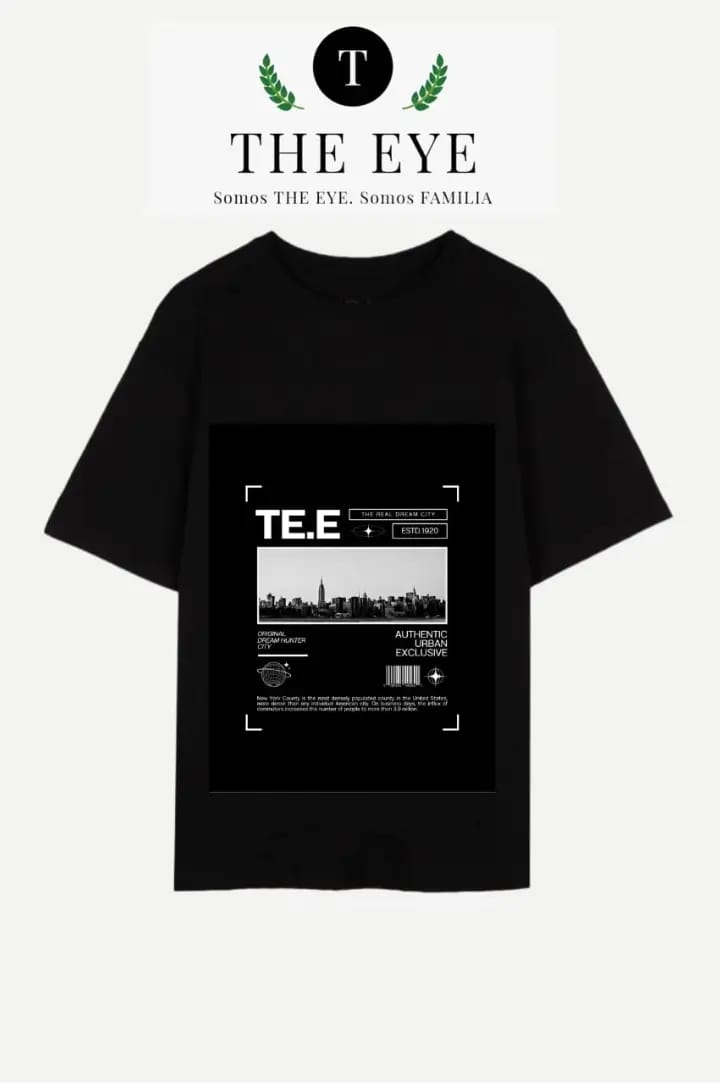 T
THE EYE
Somos THE EYE. Somos FAMILIA
TE.E
THE REAL DREAM CITY
ESTD.1920
ORIGINAL
DREAM HUNTER
CITY
AUTHENTIC
URBAN
EXCLUSIVE
New York County is the most densely populated county in the United States,
more dense than any individual American city. On business days, the influx of
commuters increases the number of people to more than 3.9 million.